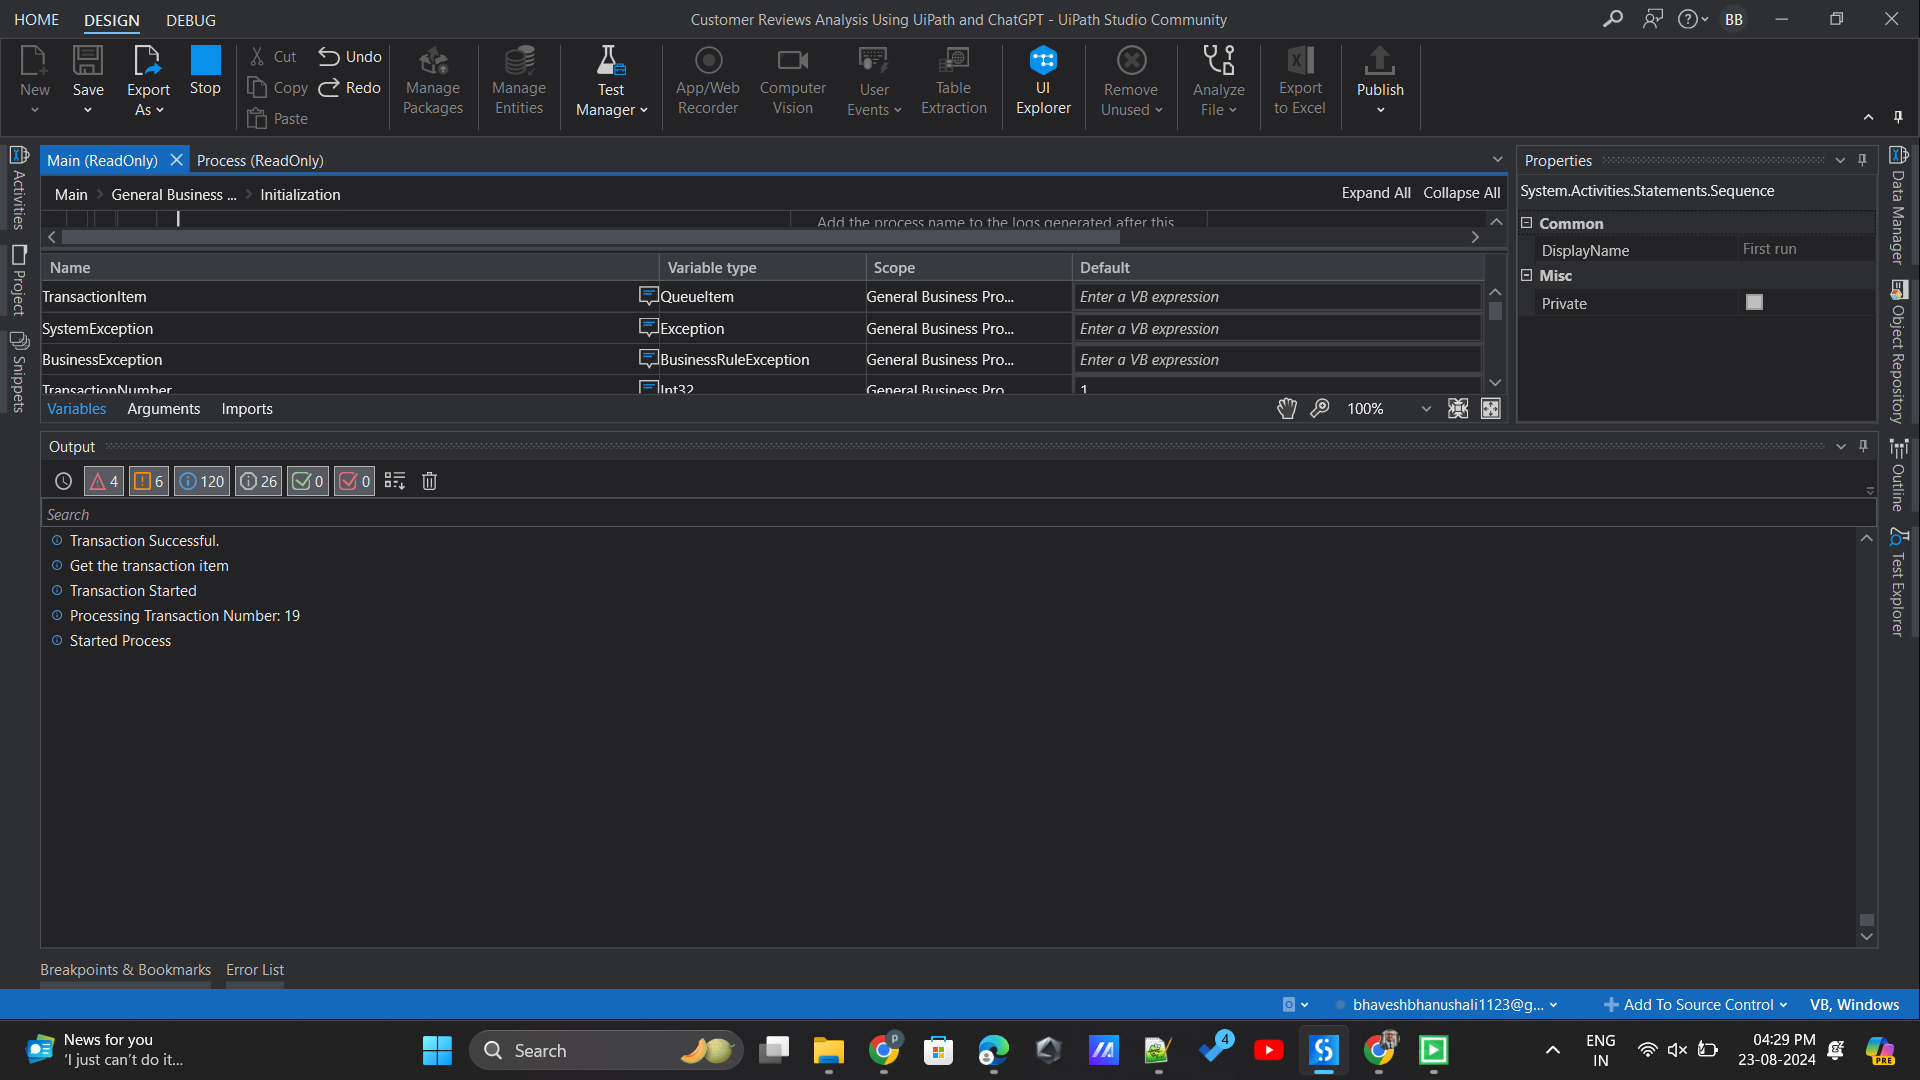 HOME DESIGN DEBUG Customer Reviews Analysis Using UiPath and ChatGPT - UiPath Studio Community BB
New Save Export As Stop Cut Copy Paste Undo Redo Manage Packages Manage Entities Test Manager App/Web Recorder Computer Vision User Events Table Extraction UI Explorer Remove Unused Analyze File Export to Excel Publish
Activities
Project
Snippets
Main (ReadOnly) Process (ReadOnly)
Main General Business ... Initialization Expand All Collapse All
Add the process name to the logs generated after this
Name Variable type Scope Default
TransactionItem QueueItem General Business Pro... Enter a VB expression
SystemException Exception General Business Pro... Enter a VB expression
BusinessException BusinessRuleException General Business Pro... Enter a VB expression
TransactionNumber Int32 General Business Pro 1
Variables Arguments Imports 100%
Properties
System.Activities.Statements.Sequence
Common
DisplayName First run
Misc
Private
Data Manager
Object Repository
Outline
Test Explorer
Output
4 6 120 26 0 0
Search
Transaction Successful.
Get the transaction item
Transaction Started
Processing Transaction Number: 19
Started Process
Breakpoints & Bookmarks Error List
bhaveshbhanushali1123@g... Add To Source Control VB, Windows
News for you
'I just can't do it...
Search
P
4
ENG
IN
04:29 PM
23-08-2024
PRE